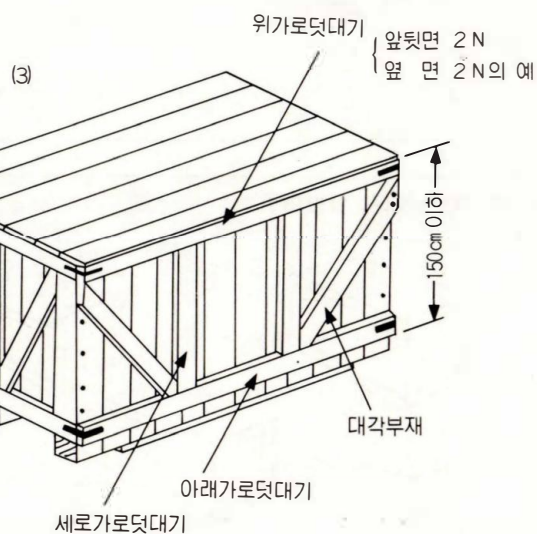 위가로덧대기
앞뒷면 2N
옆 면 2N의 예
(3)
150㎝ 이하
대각부재
아래가로덧대기
세로가로덧대기